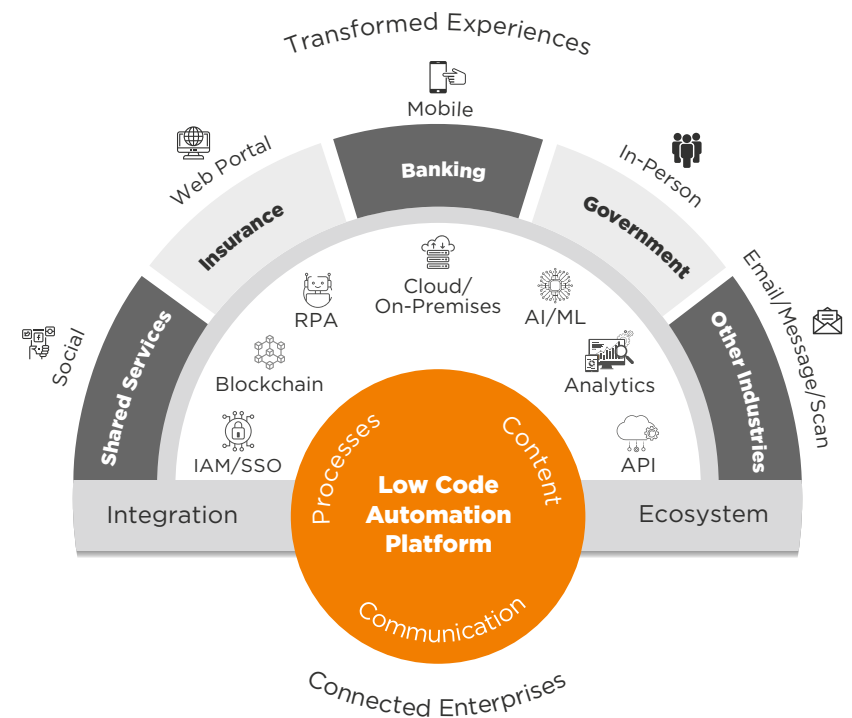 Transformed Experiences
Mobile
Web Portal
In-Person
Social
Email/Message/Scan
Banking
Insurance
Government
Shared Services
Other Industries
Cloud/
On-Premises
RPA
AI/ML
Blockchain
Analytics
IAM/SSO
API
Integration
Ecosystem
Processes
Content
Low Code
Automation
Platform
Communication
Connected Enterprises